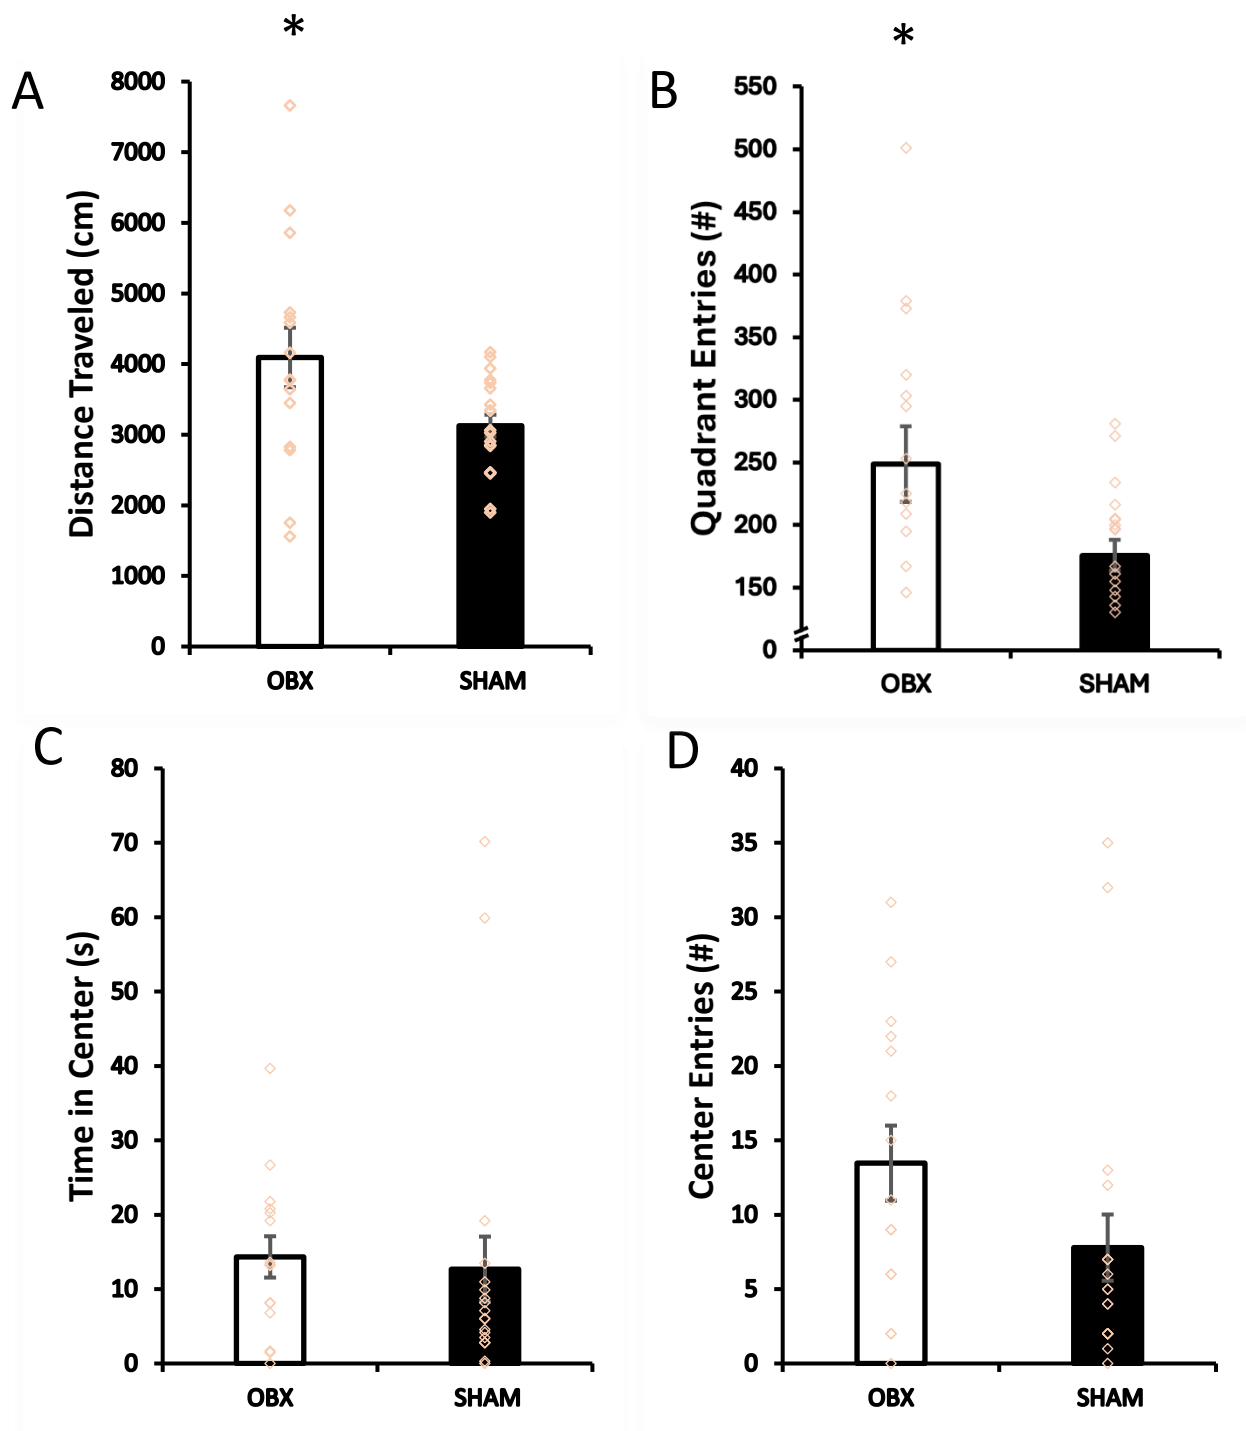 *
*
A
B
8000
7000
6000
5000
4000
3000
2000
1000
0
Distance Traveled (cm)
OBX
SHAM
550
500
450
400
350
300
250
200
150
0
Quadrant Entries (#)
OBX
SHAM
C
D
80
70
60
50
40
30
20
10
0
Time in Center (s)
OBX
SHAM
40
35
30
25
20
15
10
5
0
Center Entries (#)
OBX
SHAM